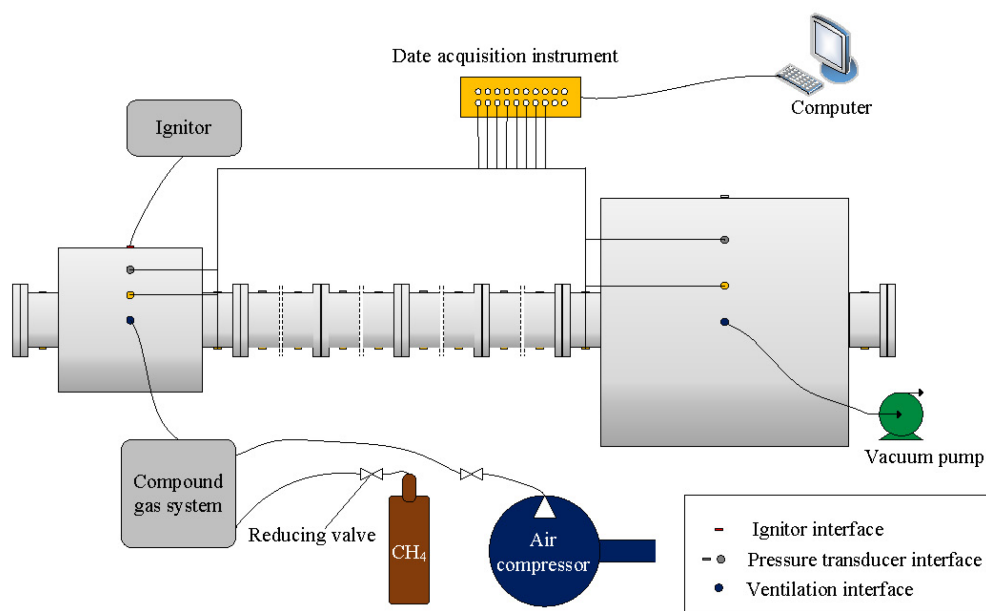 Date acquisition instrument
Computer
Ignitor
Vacuum pump
Compound
gas system
Reducing valve
CH₄
Air
compressor
Ignitor interface
Pressure transducer interface
Ventilation interface